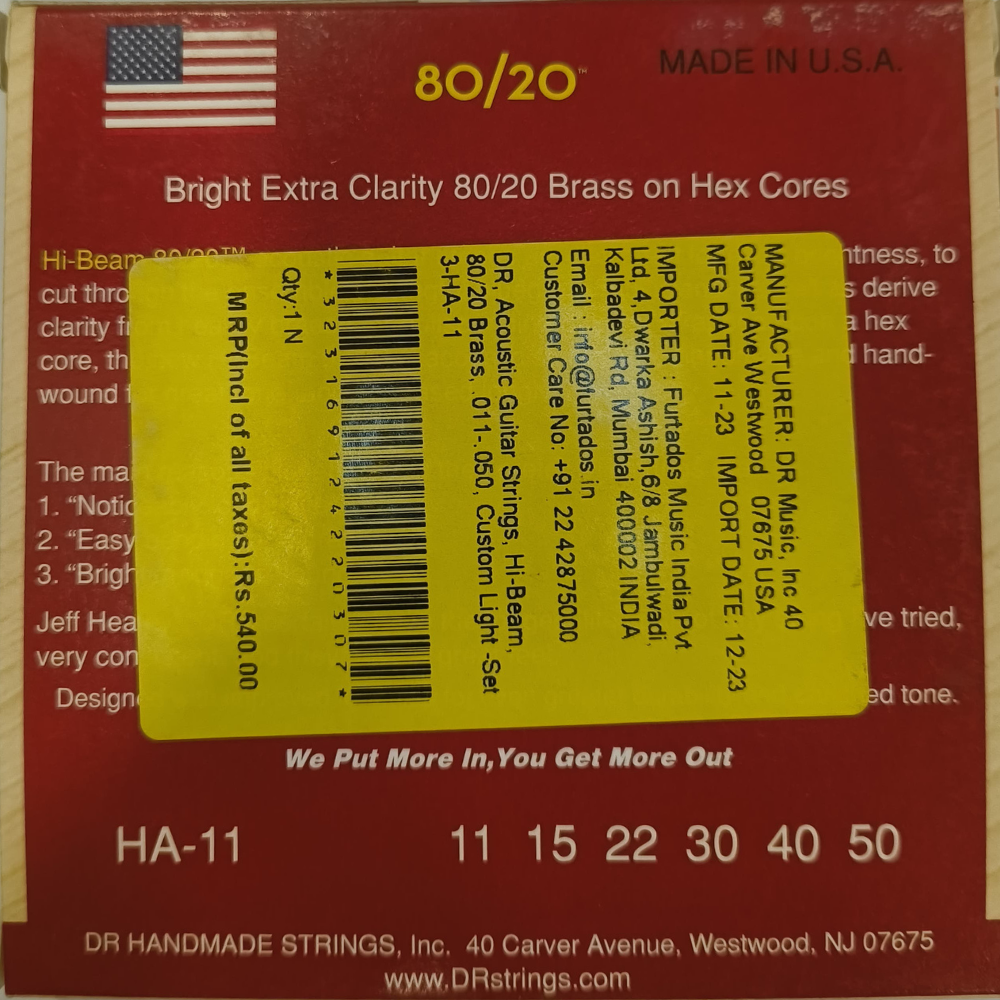 80/20™
MADE IN U.S.A.
Bright Extra Clarity 80/20 Brass on Hex Cores
Hi-Beam 80/20™
ntness, to
cut thro
s derive
clarity f
a hex
core, th
d hand-
wound
The ma
1. "Notic
2. "Easy
3. "Brigh
Jeff Hea
ve tried,
very con
Design
ed tone.
MANUFACTURER: DR Music, Inc 40
Carver Ave Westwood 07675 USA
MFG DATE: 11-23 IMPORT DATE: 12-23
IMPORTER : Furtados Music India Pvt
Ltd, 4,Dwarka Ashish,6/8 Jambulwadi,
Kalbadevi Rd, Mumbai 400002 INDIA
Email : info@furtados.in
Customer Care No: +91 22 42875000
DR, Acoustic Guitar Strings, Hi-Beam,
80/20 Brass, .011-.050, Custom Light -Set
3-HA-11
*323169124220307*
Qty:1 N
MRP(Incl of all taxes):Rs.540.00
We Put More In,You Get More Out
HA-11 11 15 22 30 40 50
DR HANDMADE STRINGS, Inc. 40 Carver Avenue, Westwood, NJ 07675
www.DRstrings.com